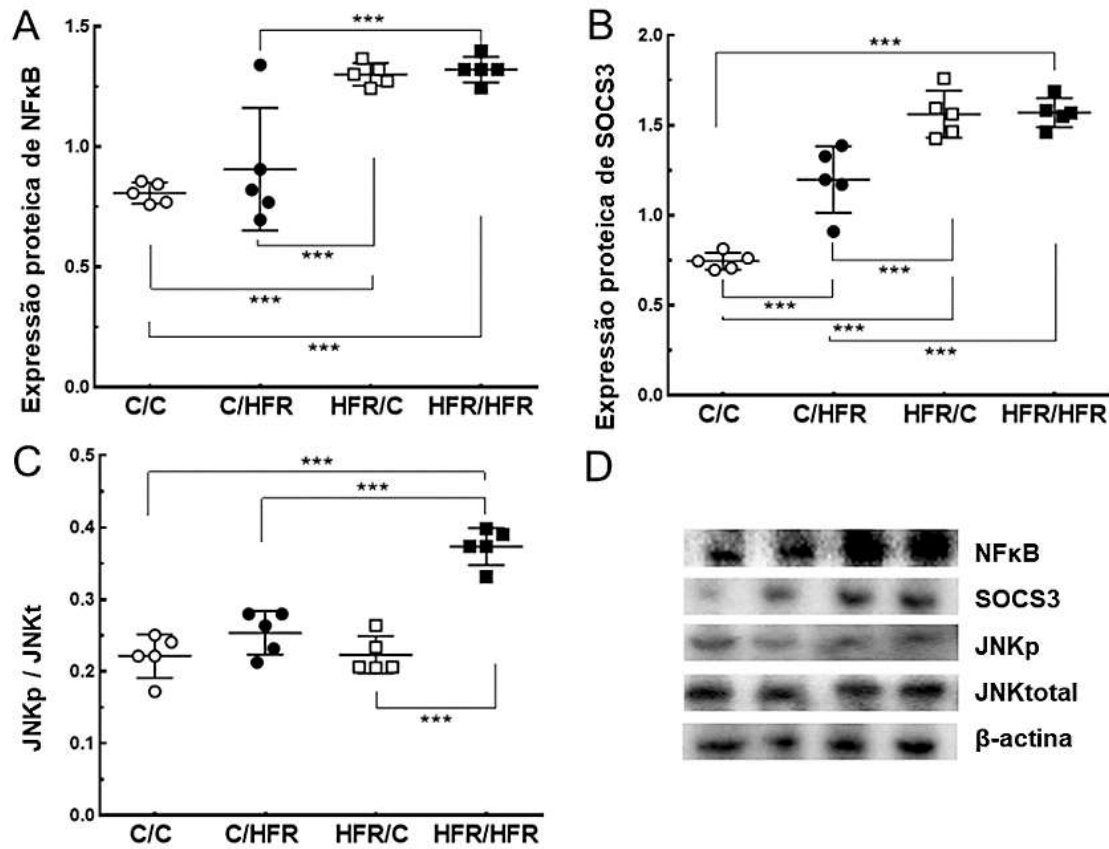 A
Expressão proteica de NFκB
1.5
1.0
0.5
0.0
***
***
***
***
C/C C/HFR HFR/C HFR/HFR
B
Expressão proteica de SOCS3
2.0
1.5
1.0
0.5
0.0
***
***
***
***
***
C/C C/HFR HFR/C HFR/HFR
C
JNKp / JNKt
0.5
0.4
0.3
0.2
0.1
0.0
***
***
***
C/C C/HFR HFR/C HFR/HFR
D
NFκB
SOCS3
JNKp
JNKtotal
β-actina